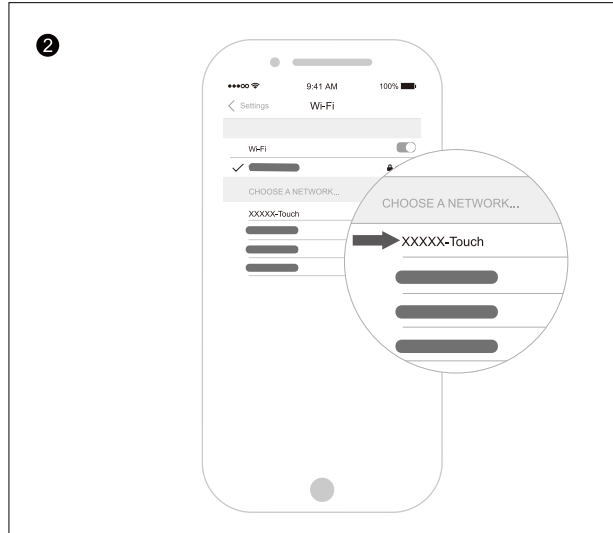 2
9:41 AM 100%
Settings Wi-Fi
Wi-Fi
CHOOSE A NETWORK...
XXXXX-Touch
CHOOSE A NETWORK...
XXXXX-Touch